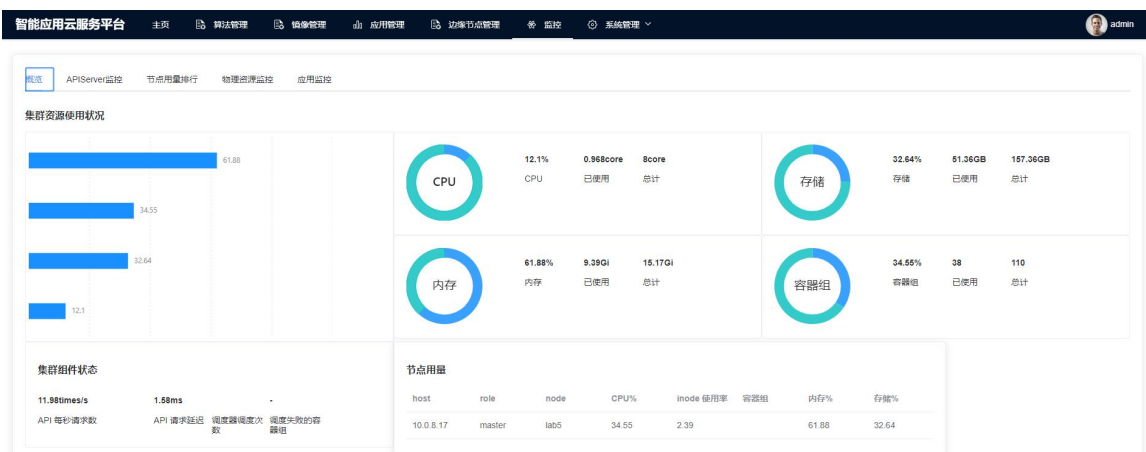 智能应用云服务平台 主页 算法管理 镜像管理 应用管理 边缘节点管理 监控 系统管理 admin
概览 APIServer监控 节点用量排行 物理资源监控 应用监控
集群资源使用状况
61.88
34.55
32.64
12.1
CPU
12.1% 0.968core 8core
CPU 已使用 总计
存储
32.64% 51.36GB 157.36GB
存储 已使用 总计
内存
61.88% 9.39Gi 15.17Gi
内存 已使用 总计
容器组
34.55% 38 110
容器组 已使用 总计
集群组件状态
11.98times/s 1.58ms -
API 每秒请求数 API 请求延迟 调度器调度次数 调度失败的容器组
节点用量
host role node CPU% inode 使用率 容器组 内存% 存储%
10.0.8.17 master lab5 34.55 2.39 61.88 32.64